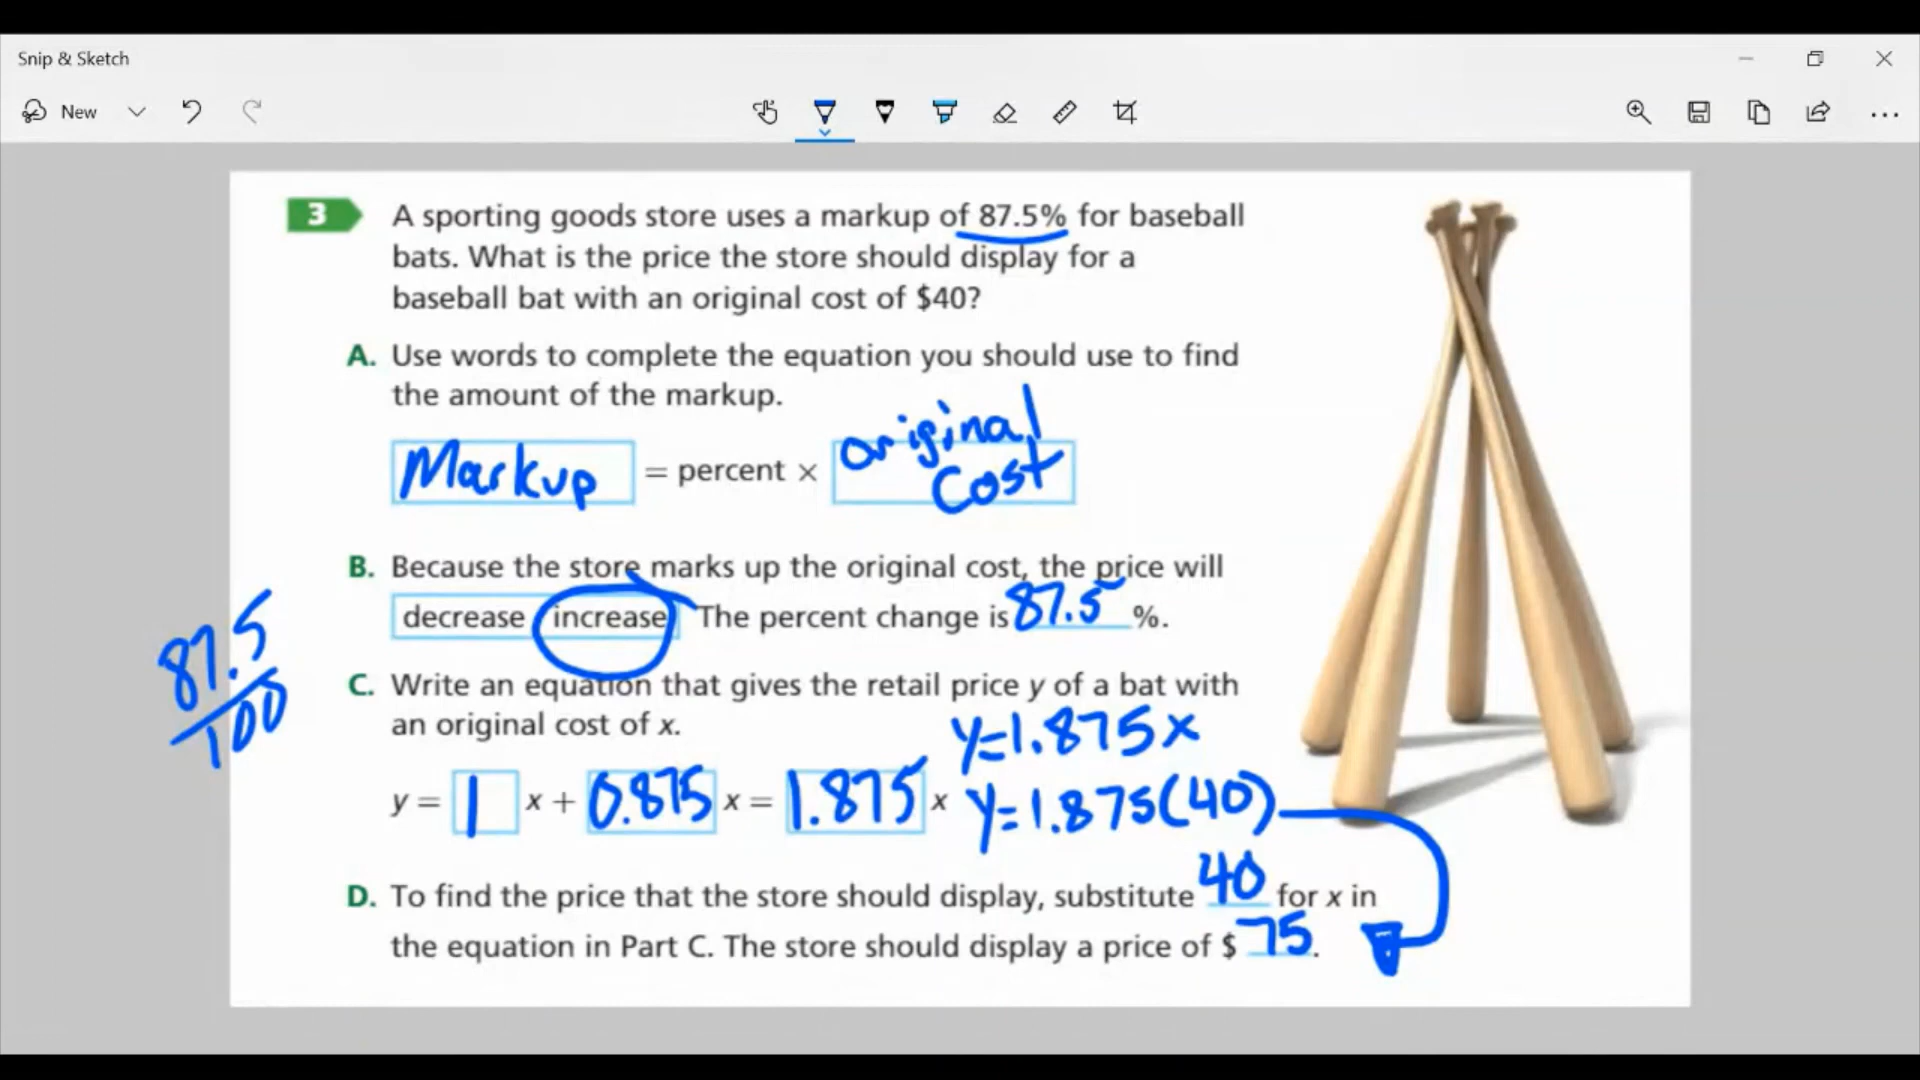 Snip & Sketch
New
3 A sporting goods store uses a markup of 87.5% for baseball
bats. What is the price the store should display for a
baseball bat with an original cost of $40?
A. Use words to complete the equation you should use to find
the amount of the markup.
Markup = percent × original
Cost
B. Because the store marks up the original cost, the price will
decrease increase The percent change is 87.5 %.
87.5
100
C. Write an equation that gives the retail price y of a bat with
an original cost of x.
y=1.875x
y = 1 x + 0.875 x = 1.875 x
y=1.875(40)
D. To find the price that the store should display, substitute 40 for x in
the equation in Part C. The store should display a price of $ 75.